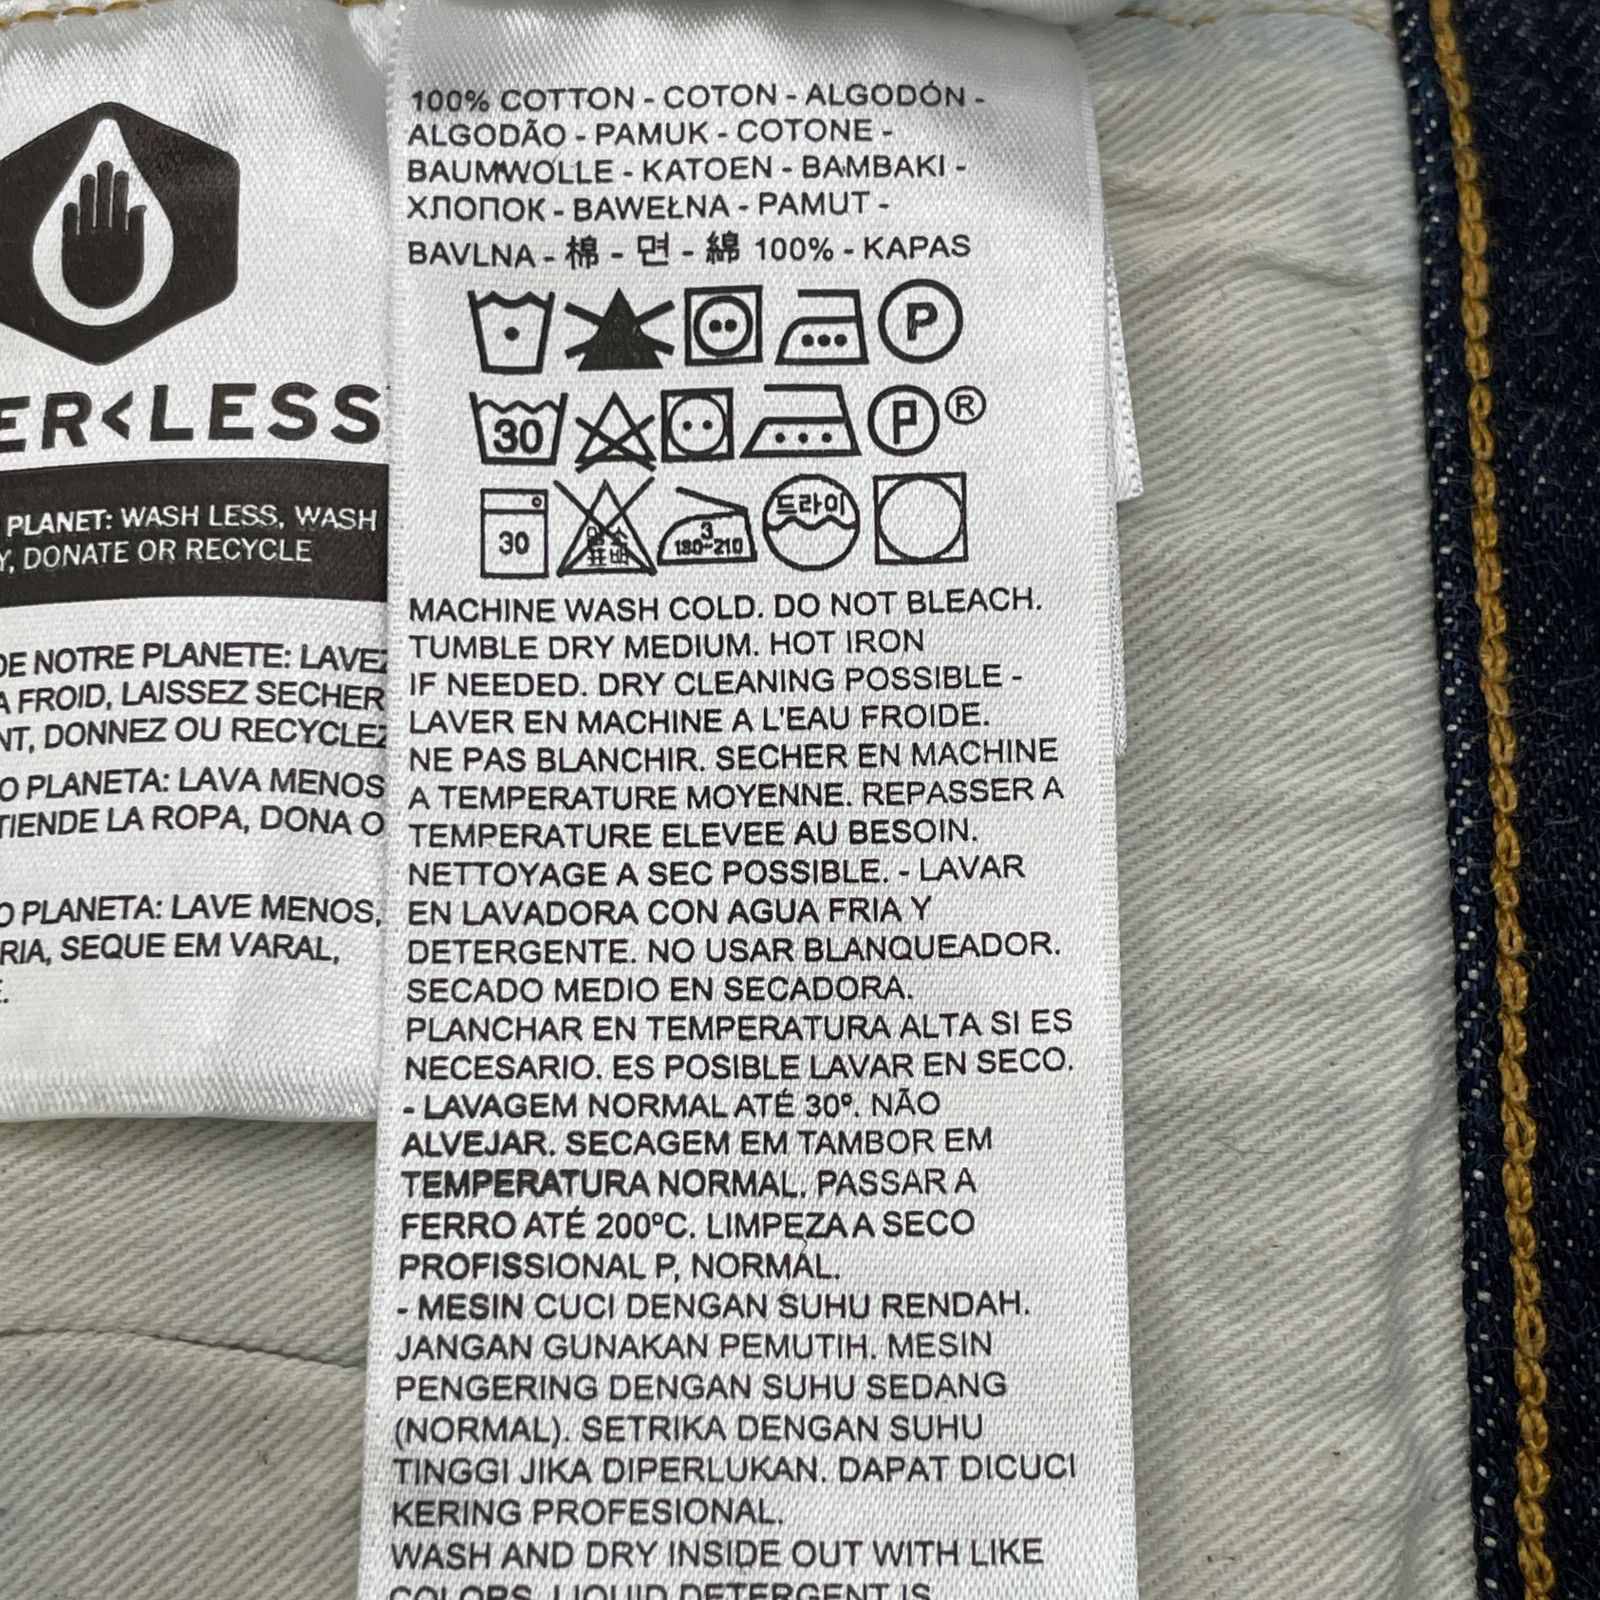 ER<LESS
PLANET: WASH LESS, WASH
Y, DONATE OR RECYCLE
DE NOTRE PLANETE: LAVEZ
A FROID, LAISSEZ SECHER
NT, DONNEZ OU RECYCLEZ
O PLANETA: LAVA MENOS
TIENDE LA ROPA, DONA O
O PLANETA: LAVE MENOS,
RIA, SEQUE EM VARAL,
100% COTTON - COTON - ALGODÓN -
ALGODÃO - PAMUK - COTONE -
BAUMWOLLE - KATOEN - BAMBAKI -
ХЛОПОК - BAWEŁNA - PAMUT -
BAVLNA - 棉 - 면 - 綿 100% - KAPAS
P
30 P ®
30 염소표백 3 180~210 드라이
MACHINE WASH COLD. DO NOT BLEACH.
TUMBLE DRY MEDIUM. HOT IRON
IF NEEDED. DRY CLEANING POSSIBLE -
LAVER EN MACHINE A L'EAU FROIDE.
NE PAS BLANCHIR. SECHER EN MACHINE
A TEMPERATURE MOYENNE. REPASSER A
TEMPERATURE ELEVEE AU BESOIN.
NETTOYAGE A SEC POSSIBLE. - LAVAR
EN LAVADORA CON AGUA FRIA Y
DETERGENTE. NO USAR BLANQUEADOR.
SECADO MEDIO EN SECADORA.
PLANCHAR EN TEMPERATURA ALTA SI ES
NECESARIO. ES POSIBLE LAVAR EN SECO.
- LAVAGEM NORMAL ATÉ 30º. NÃO
ALVEJAR. SECAGEM EM TAMBOR EM
TEMPERATURA NORMAL. PASSAR A
FERRO ATÉ 200ºC. LIMPEZA A SECO
PROFISSIONAL P, NORMAL.
- MESIN CUCI DENGAN SUHU RENDAH.
JANGAN GUNAKAN PEMUTIH. MESIN
PENGERING DENGAN SUHU SEDANG
(NORMAL). SETRIKA DENGAN SUHU
TINGGI JIKA DIPERLUKAN. DAPAT DICUCI
KERING PROFESIONAL.
WASH AND DRY INSIDE OUT WITH LIKE
COLORS. LIQUID DETERGENT IS